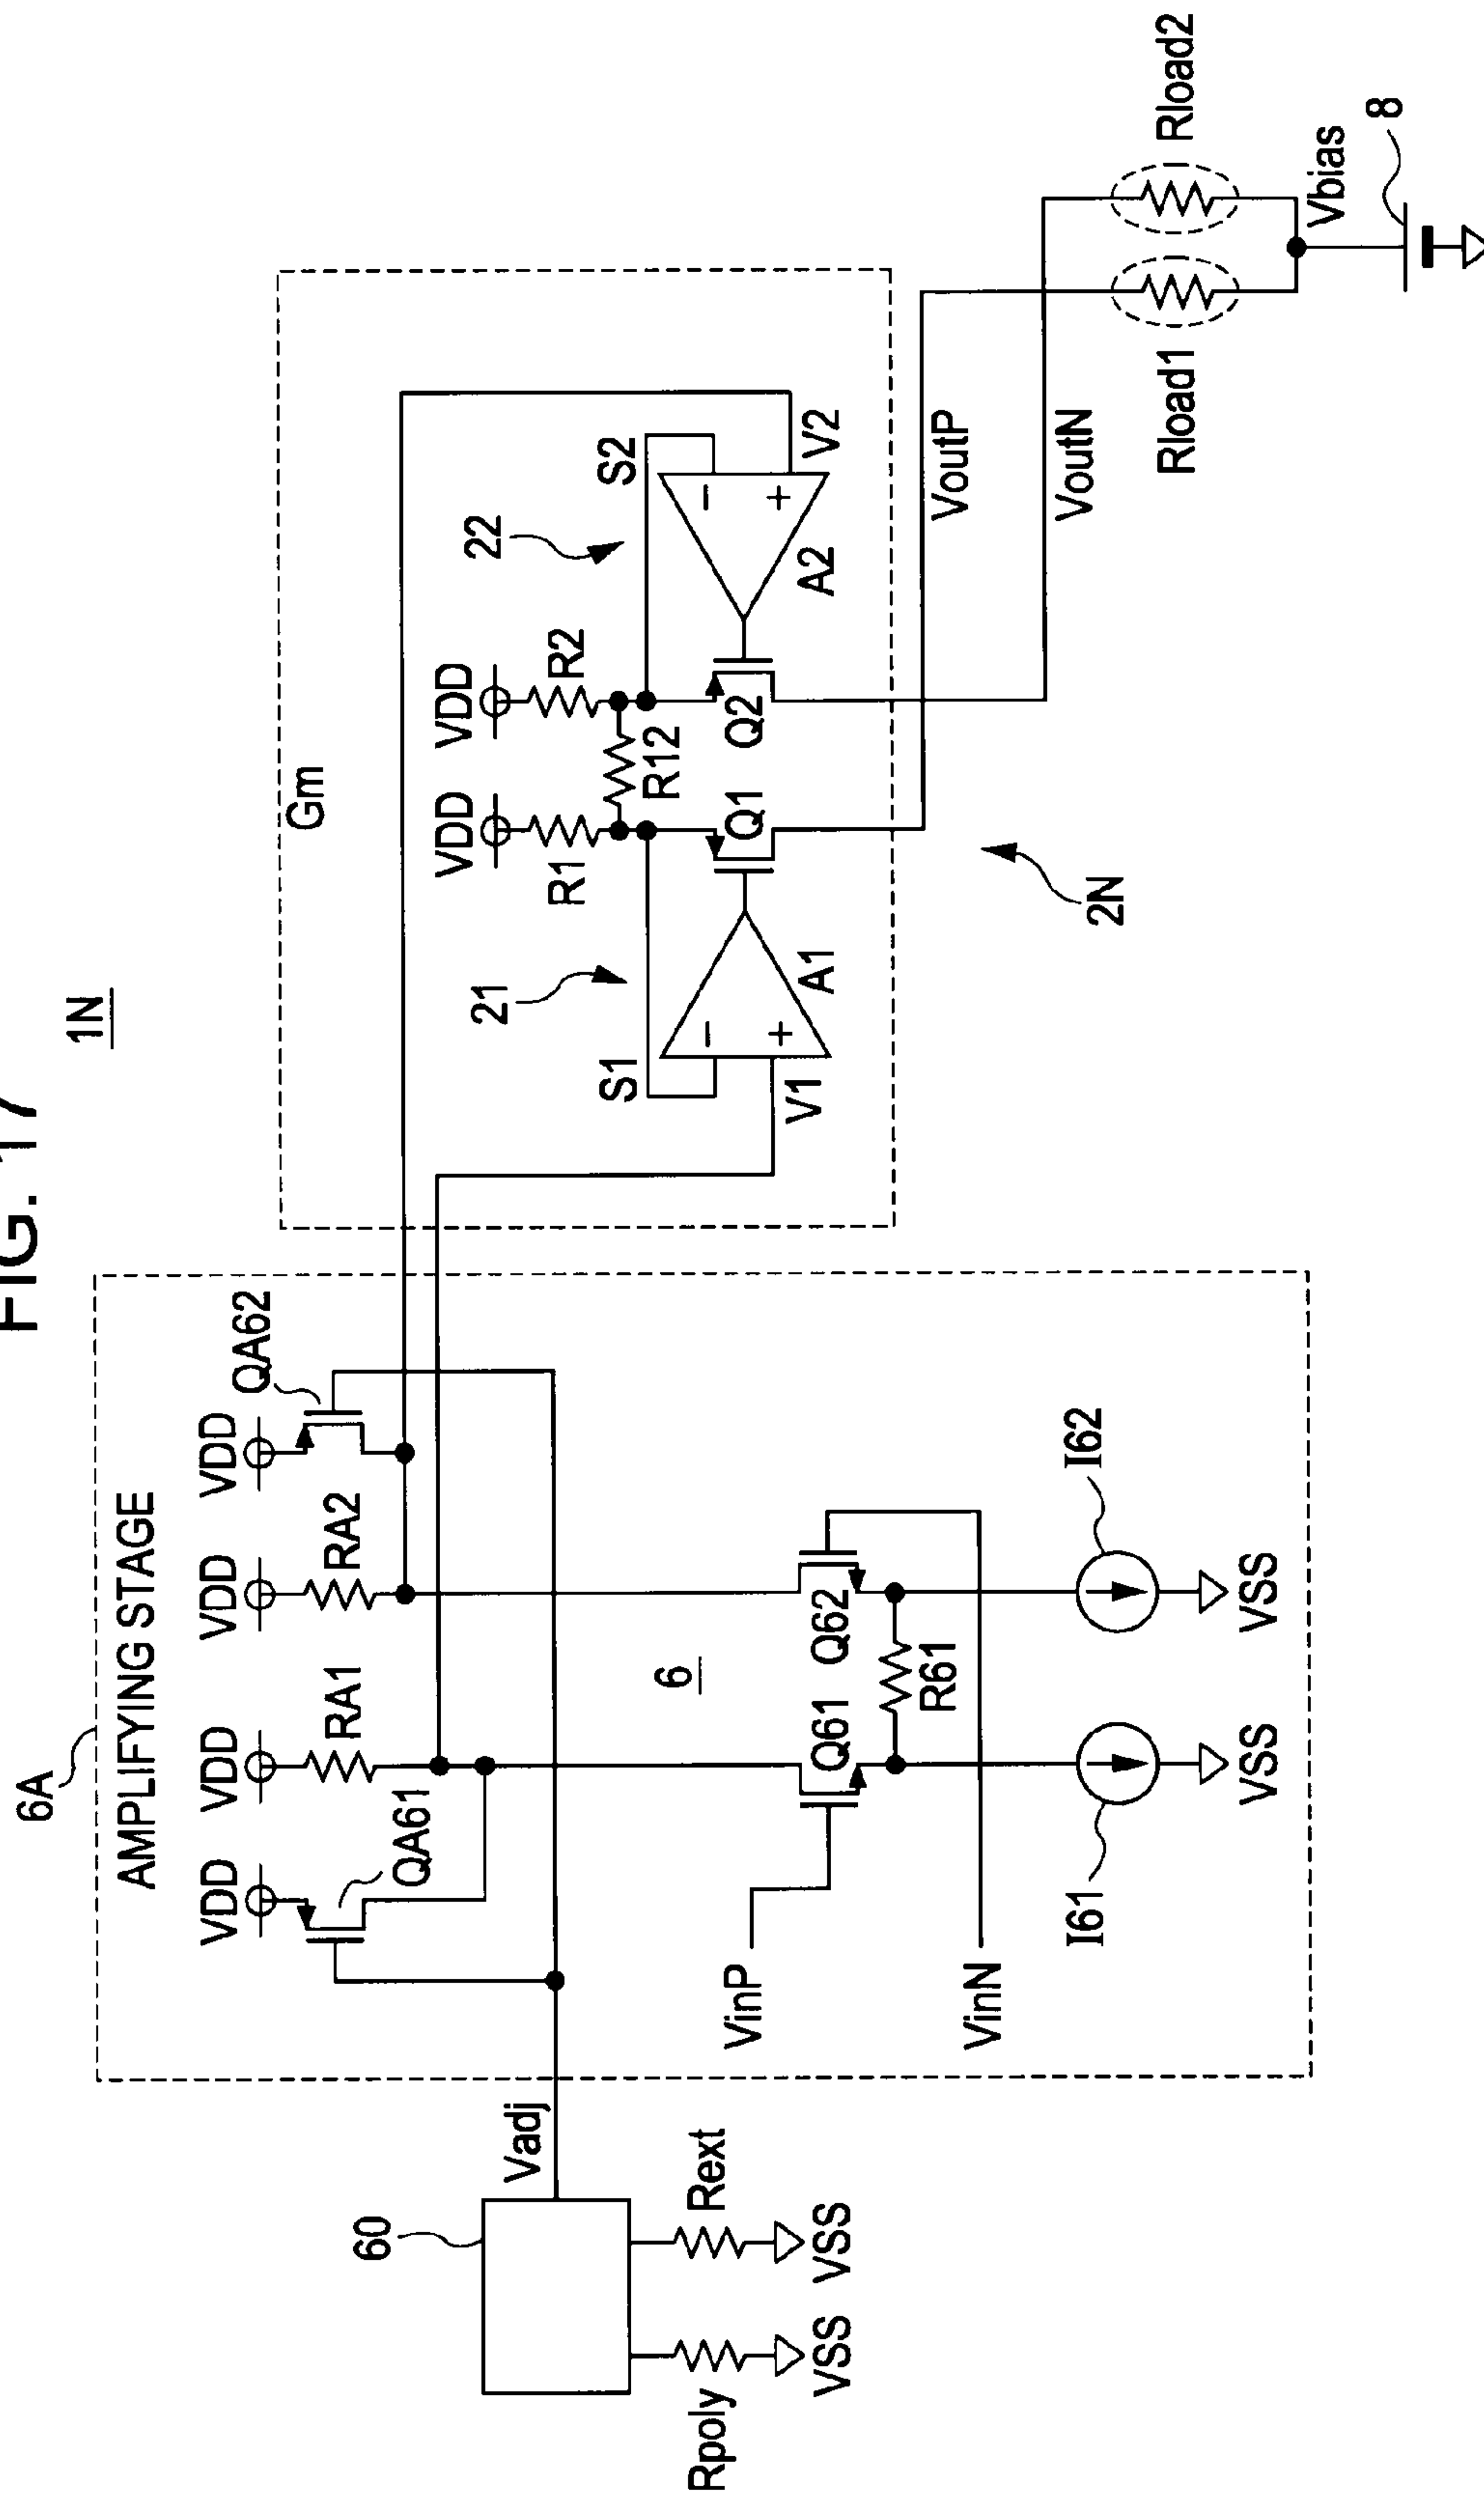 FIG. 17
1N
6A
AMPLIFYING STAGE
VDD
VDD
VDD
VDD
QA61
RA1
RA2
QA62
60
Vadj
Rpoly
Rext
VSS
VSS
6
VinP
VinN
Q61
Q62
R61
I61
I62
VSS
VSS
Gm
VDD
VDD
R1
R2
R12
21
22
S1
S2
A1
A2
V1
V2
Q1
Q2
2N
VoutP
VoutN
Rload1
Rload2
Vbias
8